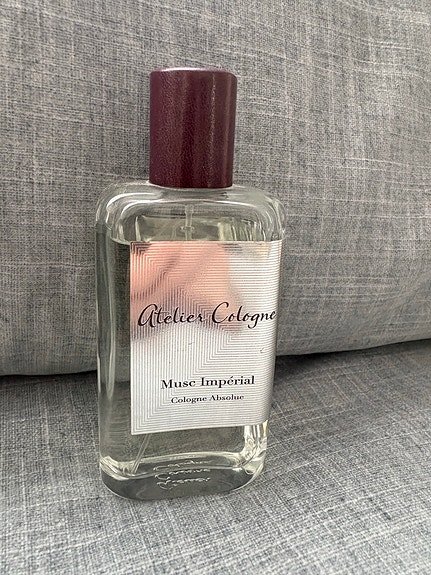 Atelier Cologne
Musc Impérial
Cologne Absolue